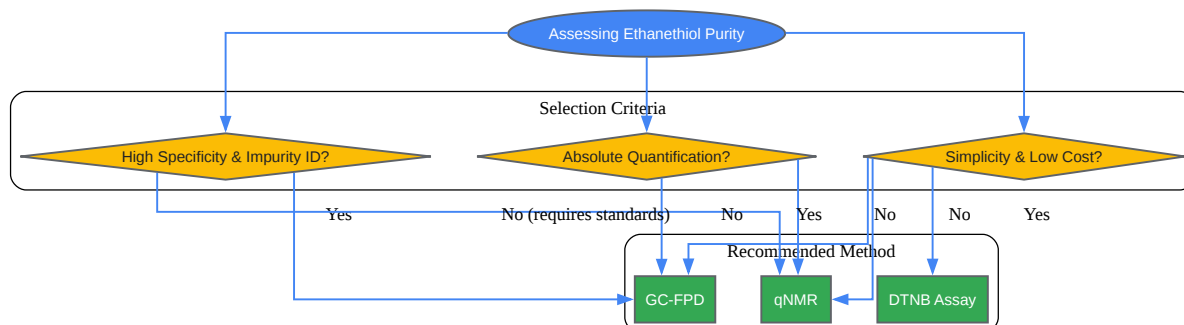 Assessing Ethanethiol Purity
Selection Criteria
High Specificity & Impurity ID?
Absolute Quantification?
Simplicity & Low Cost?
Yes
No (requires standards)
No
Yes
No
No
Yes
Recommended Method
GC-FPD
qNMR
DTNB Assay